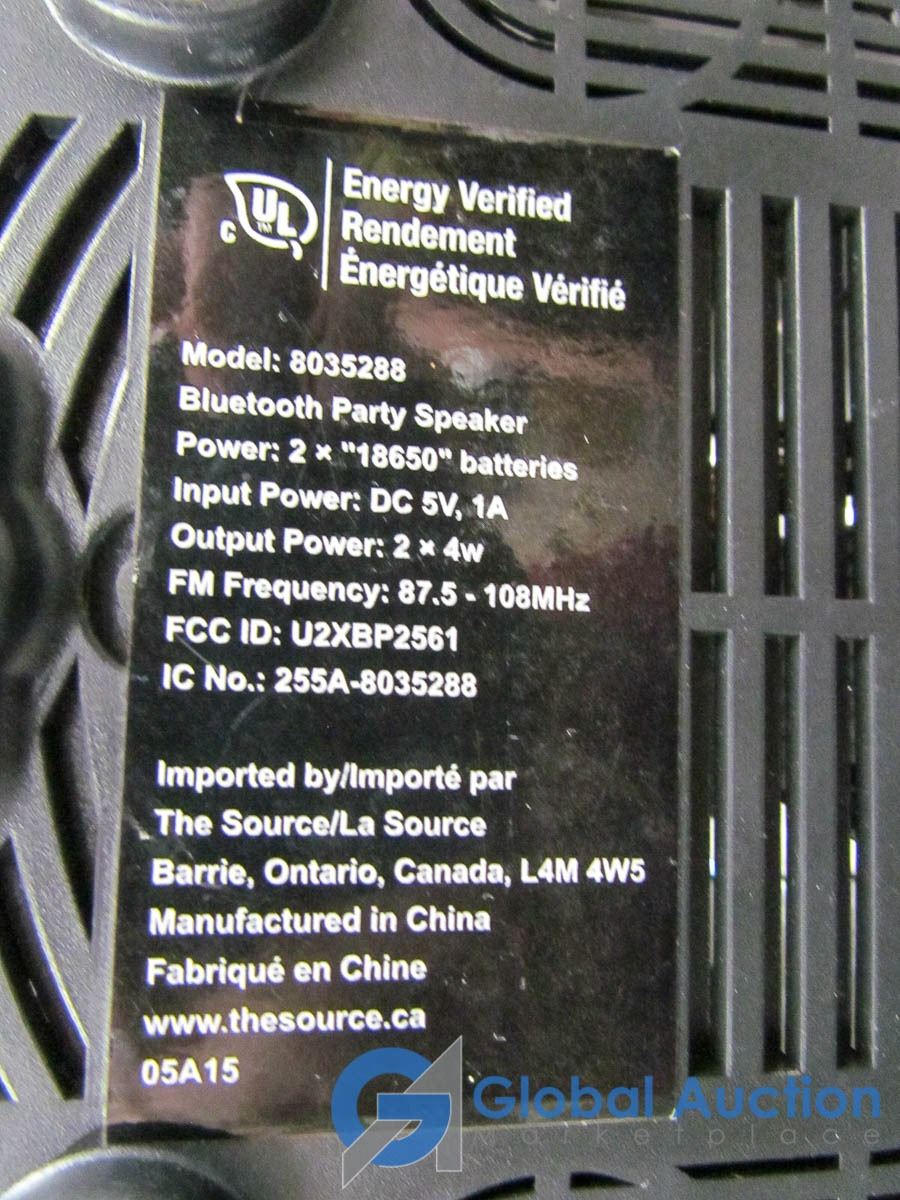 C UL™
Energy Verified
Rendement
Énergétique Vérifié
Model: 8035288
Bluetooth Party Speaker
Power: 2 × "18650" batteries
Input Power: DC 5V, 1A
Output Power: 2 × 4w
FM Frequency: 87.5 - 108MHz
FCC ID: U2XBP2561
IC No.: 255A-8035288
Imported by/Importé par
The Source/La Source
Barrie, Ontario, Canada, L4M 4W5
Manufactured in China
Fabriqué en Chine
www.thesource.ca
05A15
GA
Global Auction
Marketplace